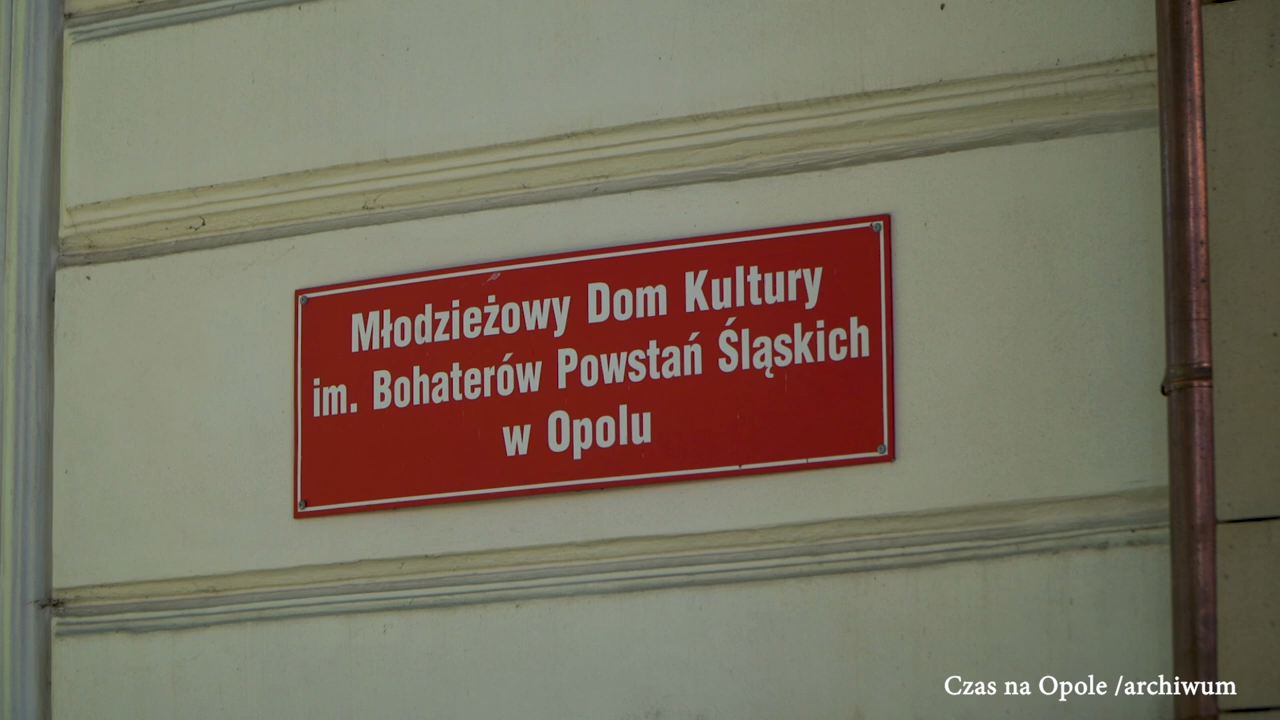 Młodzieżowy Dom Kultury
im. Bohaterów Powstań Śląskich
w Opolu
Czas na Opole /archiwum